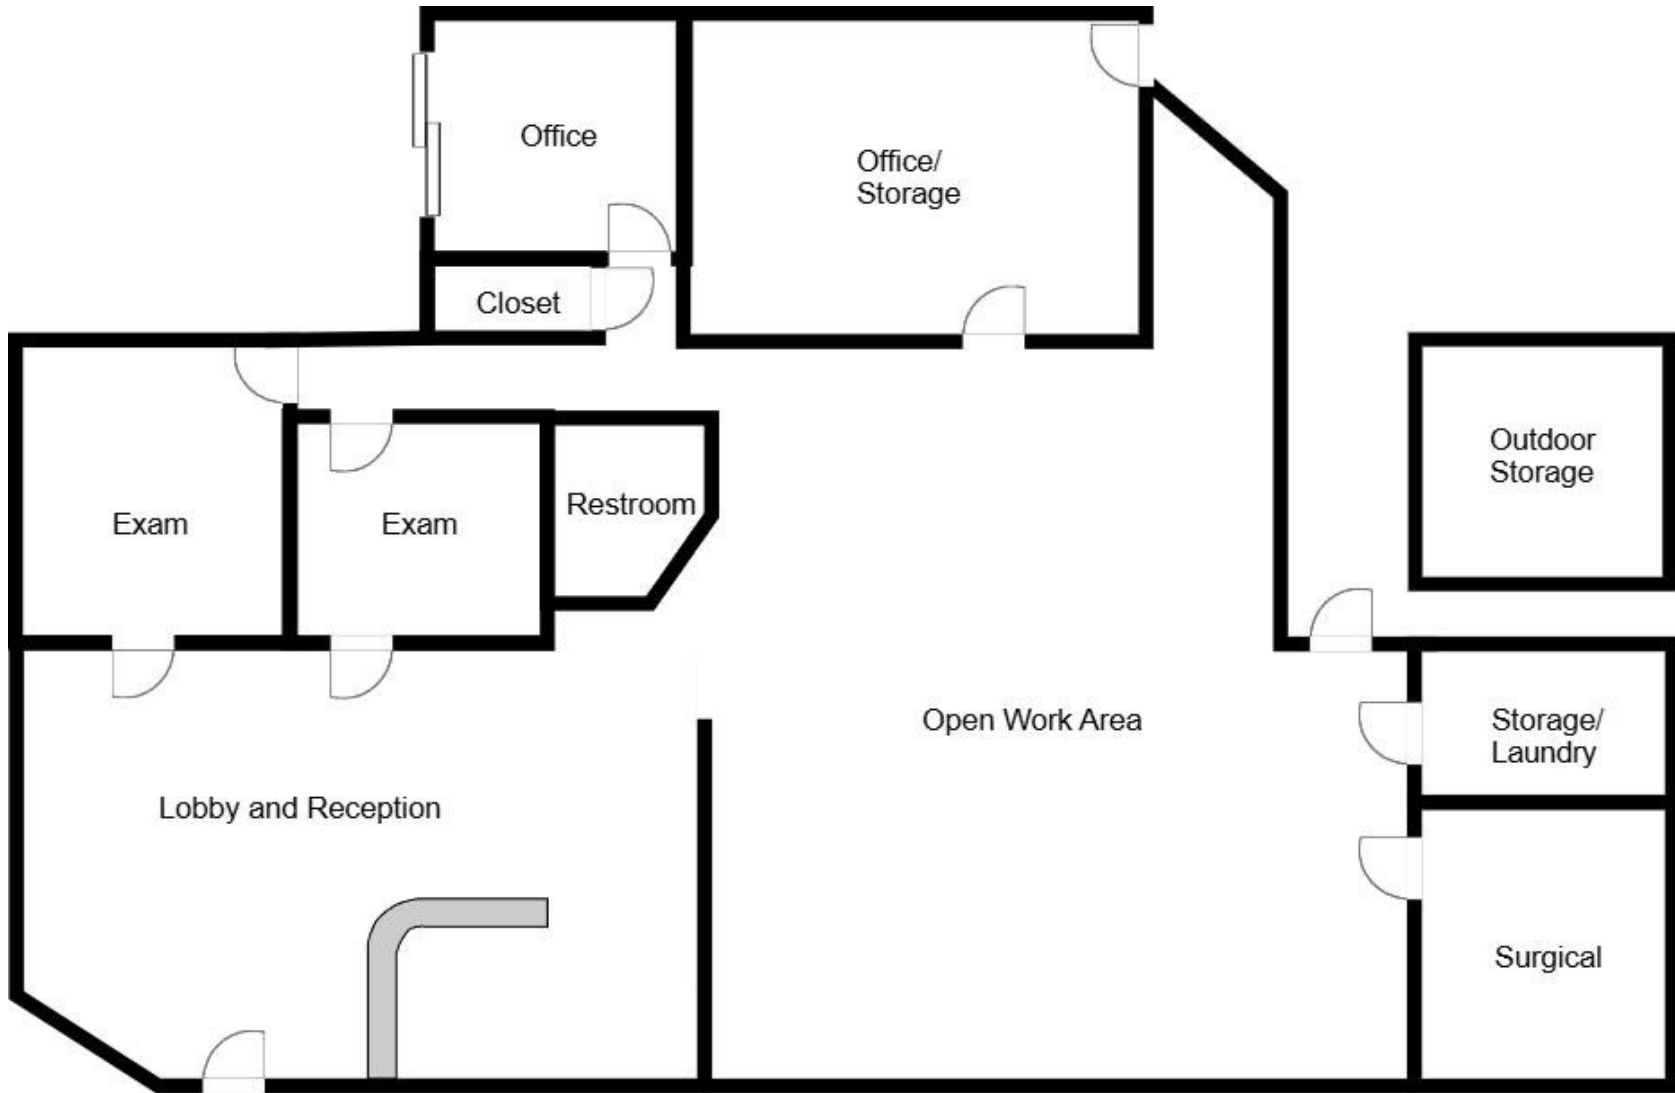 Office
Office/
Storage
Closet
Outdoor
Storage
Exam
Exam
Restroom
Open Work Area
Storage/
Laundry
Lobby and Reception
Surgical